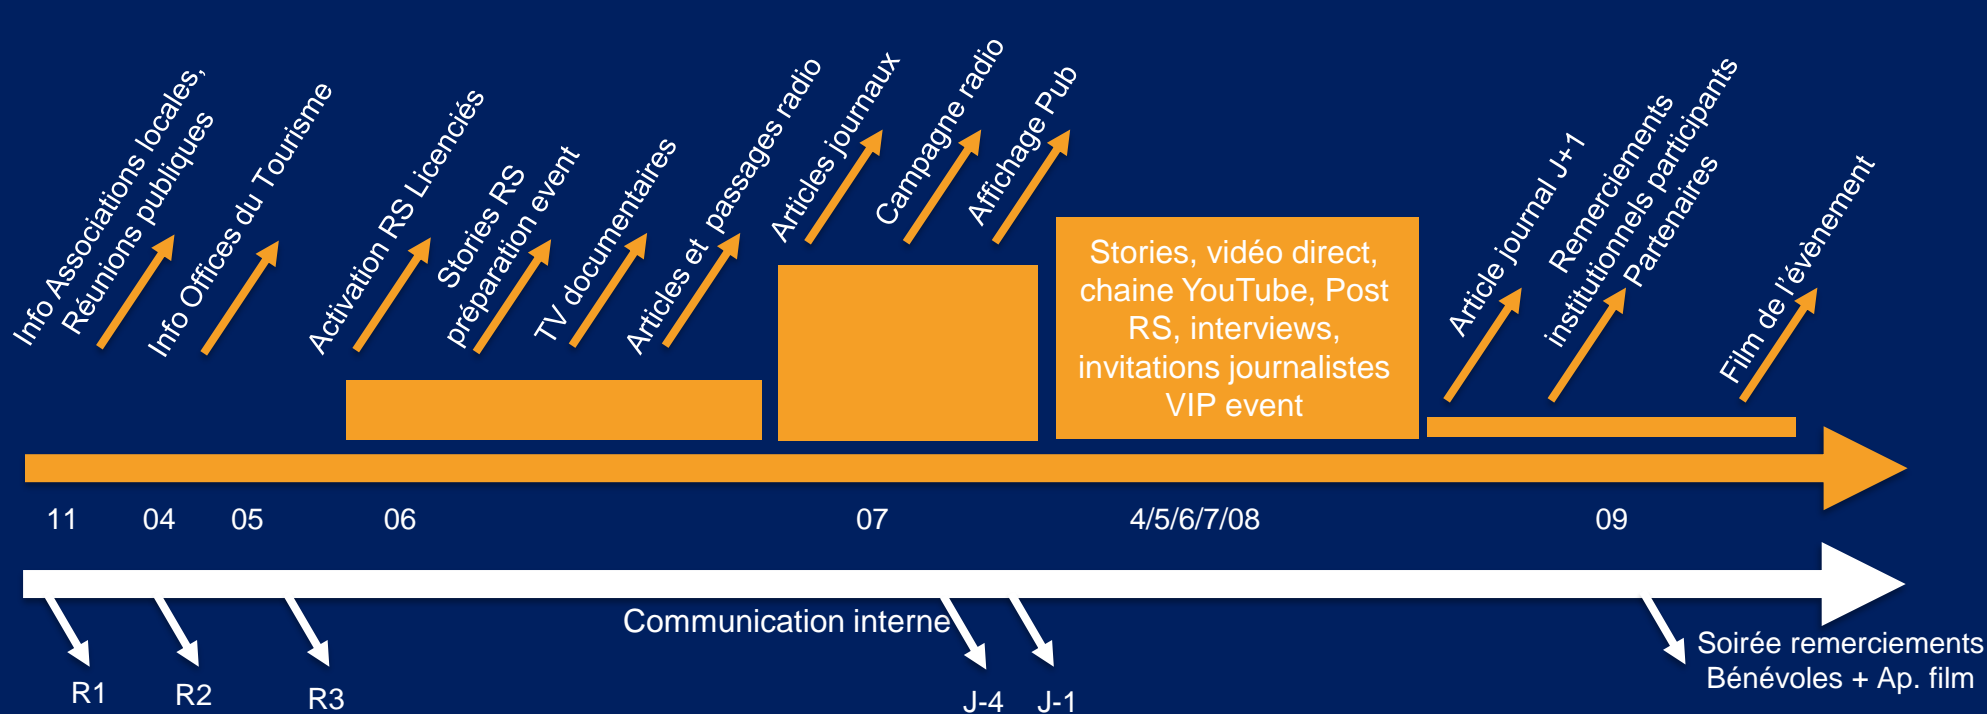 Info Associations locales,
Réunions publiques
Info Offices du Tourisme
Activation RS Licenciés
Stories RS
préparation event
TV documentaires
Articles et passages radio
Articles journaux
Campagne radio
Affichage Pub
Stories, vidéo direct,
chaine YouTube, Post
RS, interviews,
invitations journalistes
VIP event
Article journal J+1
Remerciements
institutionnels participants
Partenaires
Film de l'évènement
11 04 05 06 07 4/5/6/7/08 09
Communication interne
R1 R2 R3 J-4 J-1
Soirée remerciements
Bénévoles + Ap. film